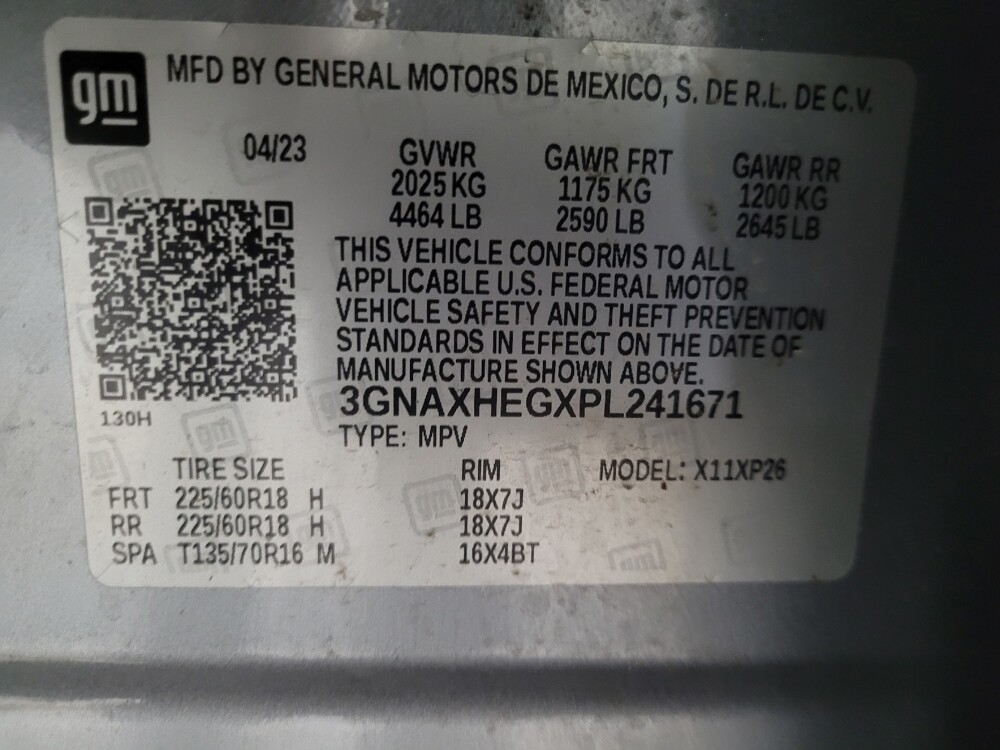 gm
MFD BY GENERAL MOTORS DE MEXICO, S. DE R.L. DE C.V.
04/23 GVWR GAWR FRT GAWR RR
2025 KG 1175 KG 1200 KG
4464 LB 2590 LB 2645 LB
THIS VEHICLE CONFORMS TO ALL
APPLICABLE U.S. FEDERAL MOTOR
VEHICLE SAFETY AND THEFT PREVENTION
STANDARDS IN EFFECT ON THE DATE OF
MANUFACTURE SHOWN ABOVE.
130H 3GNAXHEGXPL241671
TYPE: MPV
TIRE SIZE RIM MODEL: X11XP26
FRT 225/60R18 H 18X7J
RR 225/60R18 H 18X7J
SPA T135/70R16 M 16X4BT